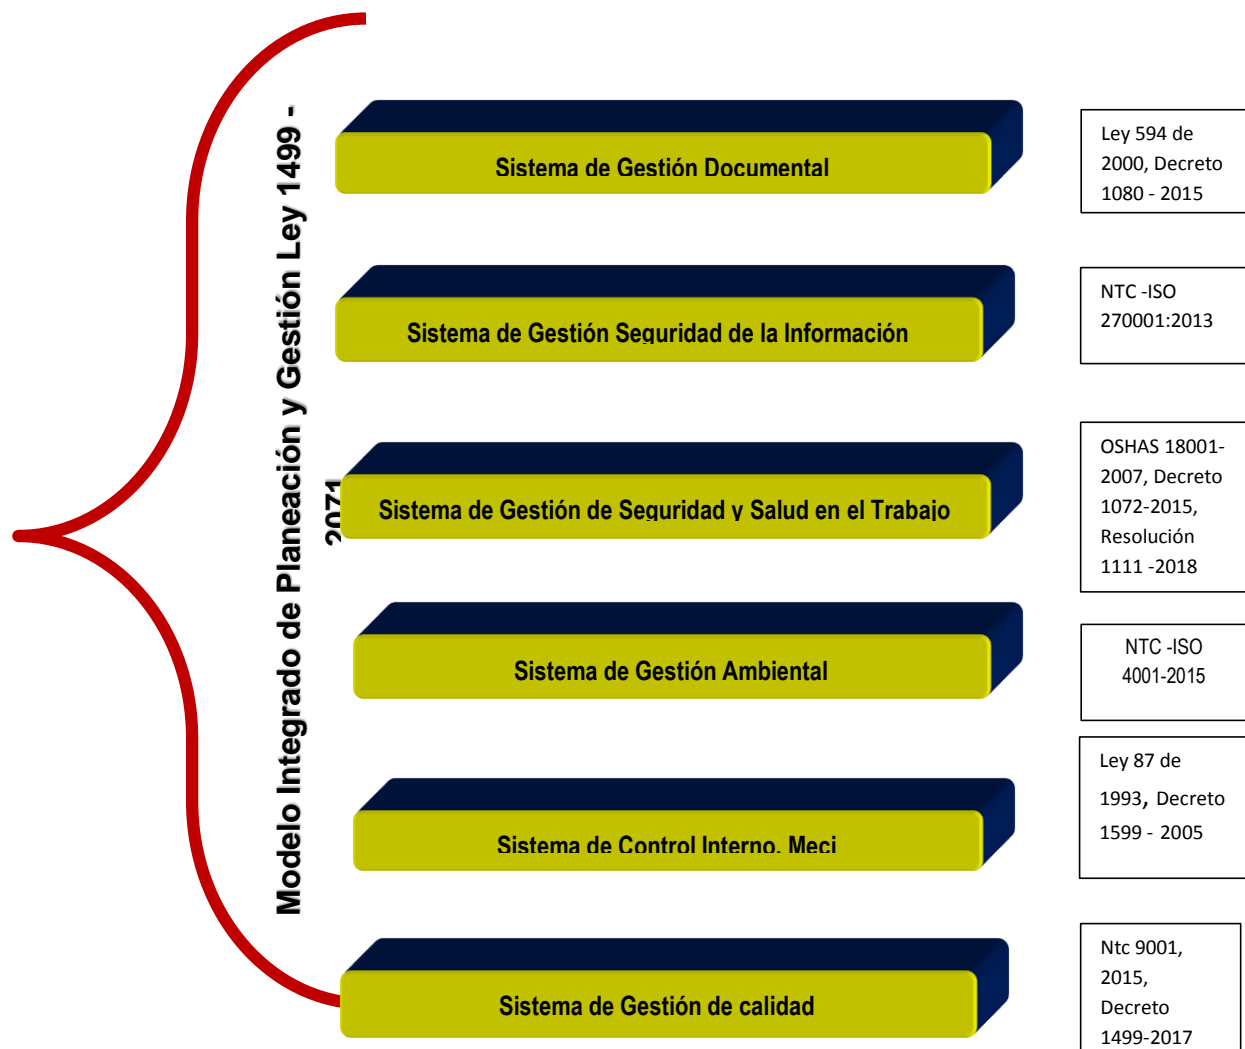 Modelo Integrado de Planeación y Gestión Ley 1499 -
2071
Sistema de Gestión Documental
Ley 594 de
2000, Decreto
1080 - 2015
Sistema de Gestión Seguridad de la Información
NTC -ISO
270001:2013
Sistema de Gestión de Seguridad y Salud en el Trabajo
OSHAS 18001-
2007, Decreto
1072-2015,
Resolución
1111 -2018
Sistema de Gestión Ambiental
NTC -ISO
4001-2015
Sistema de Control Interno. Meci
Ley 87 de
1993, Decreto
1599 - 2005
Sistema de Gestión de calidad
Ntc 9001,
2015,
Decreto
1499-2017